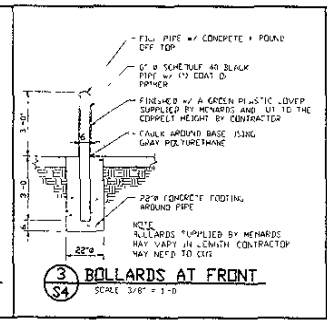 FILL PIPE w/ CONCRETE & ROUND
OFF TOP
6"Ø SCHEDULE 40 BLACK
PIPE w/ (1) COAT OF
PRIMER
FINISHED w/ A GREEN PLASTIC COVER
SUPPLIED BY MENARDS AND CUT TO THE
CORRECT HEIGHT BY CONTRACTOR
CAULK AROUND BASE USING
GRAY POLYURETHANE
3'-0"
6"
3'-0"
6"
22"Ø CONCRETE FOOTING
AROUND PIPE
NOTE
BOLLARDS SUPPLIED BY MENARDS
MAY VARY IN LENGTH CONTRACTOR
MAY NEED TO
22"Ø
3
S4
BOLLARDS AT FRONT
SCALE 3/8" = 1'-0